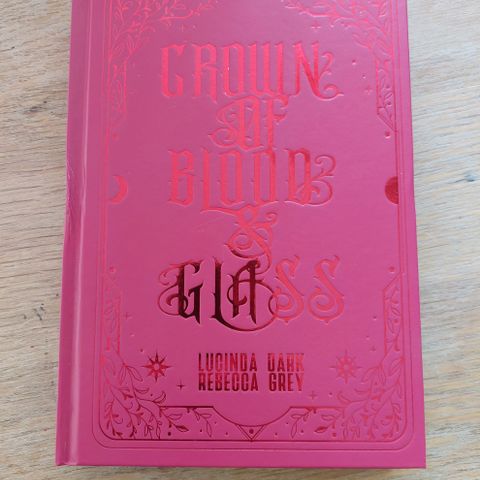 CROWN
OF
BLOOD
&
GLASS
LUCINDA DARK
REBECCA GREY